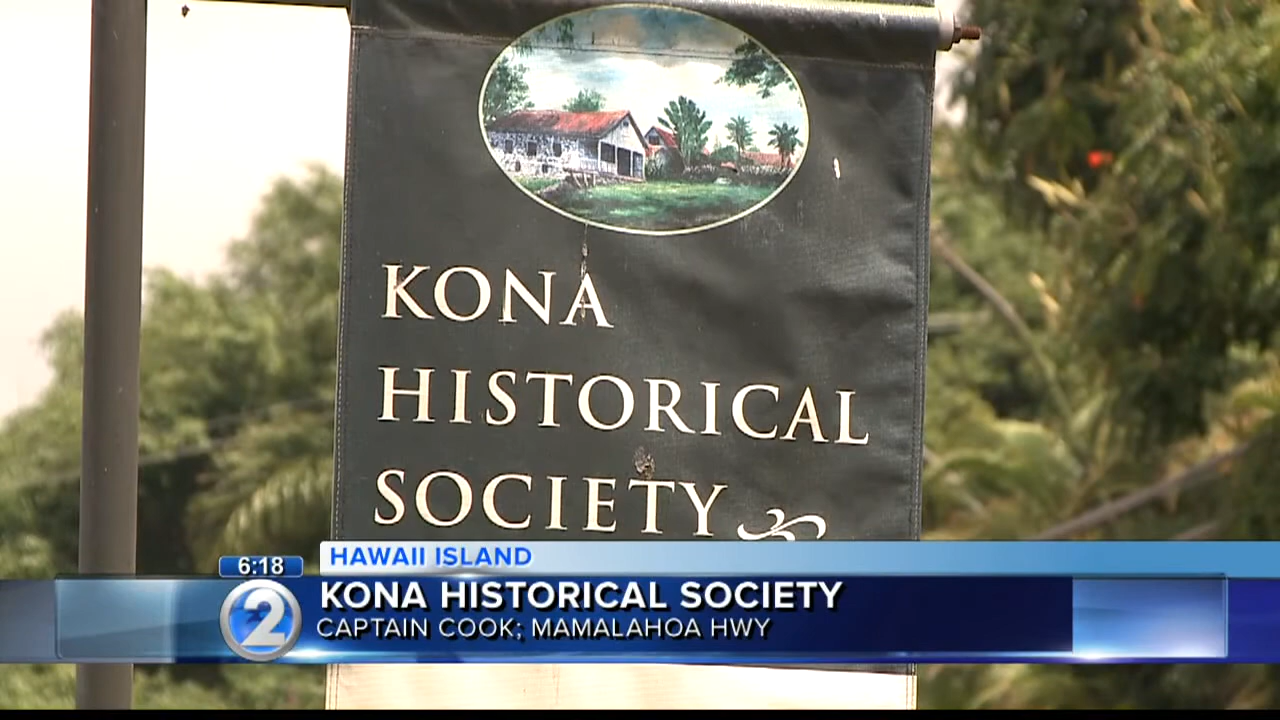 KONA
HISTORICAL
SOCIETY
HAWAII ISLAND
6:18
2
KONA HISTORICAL SOCIETY
CAPTAIN COOK; MAMALAHOA HWY